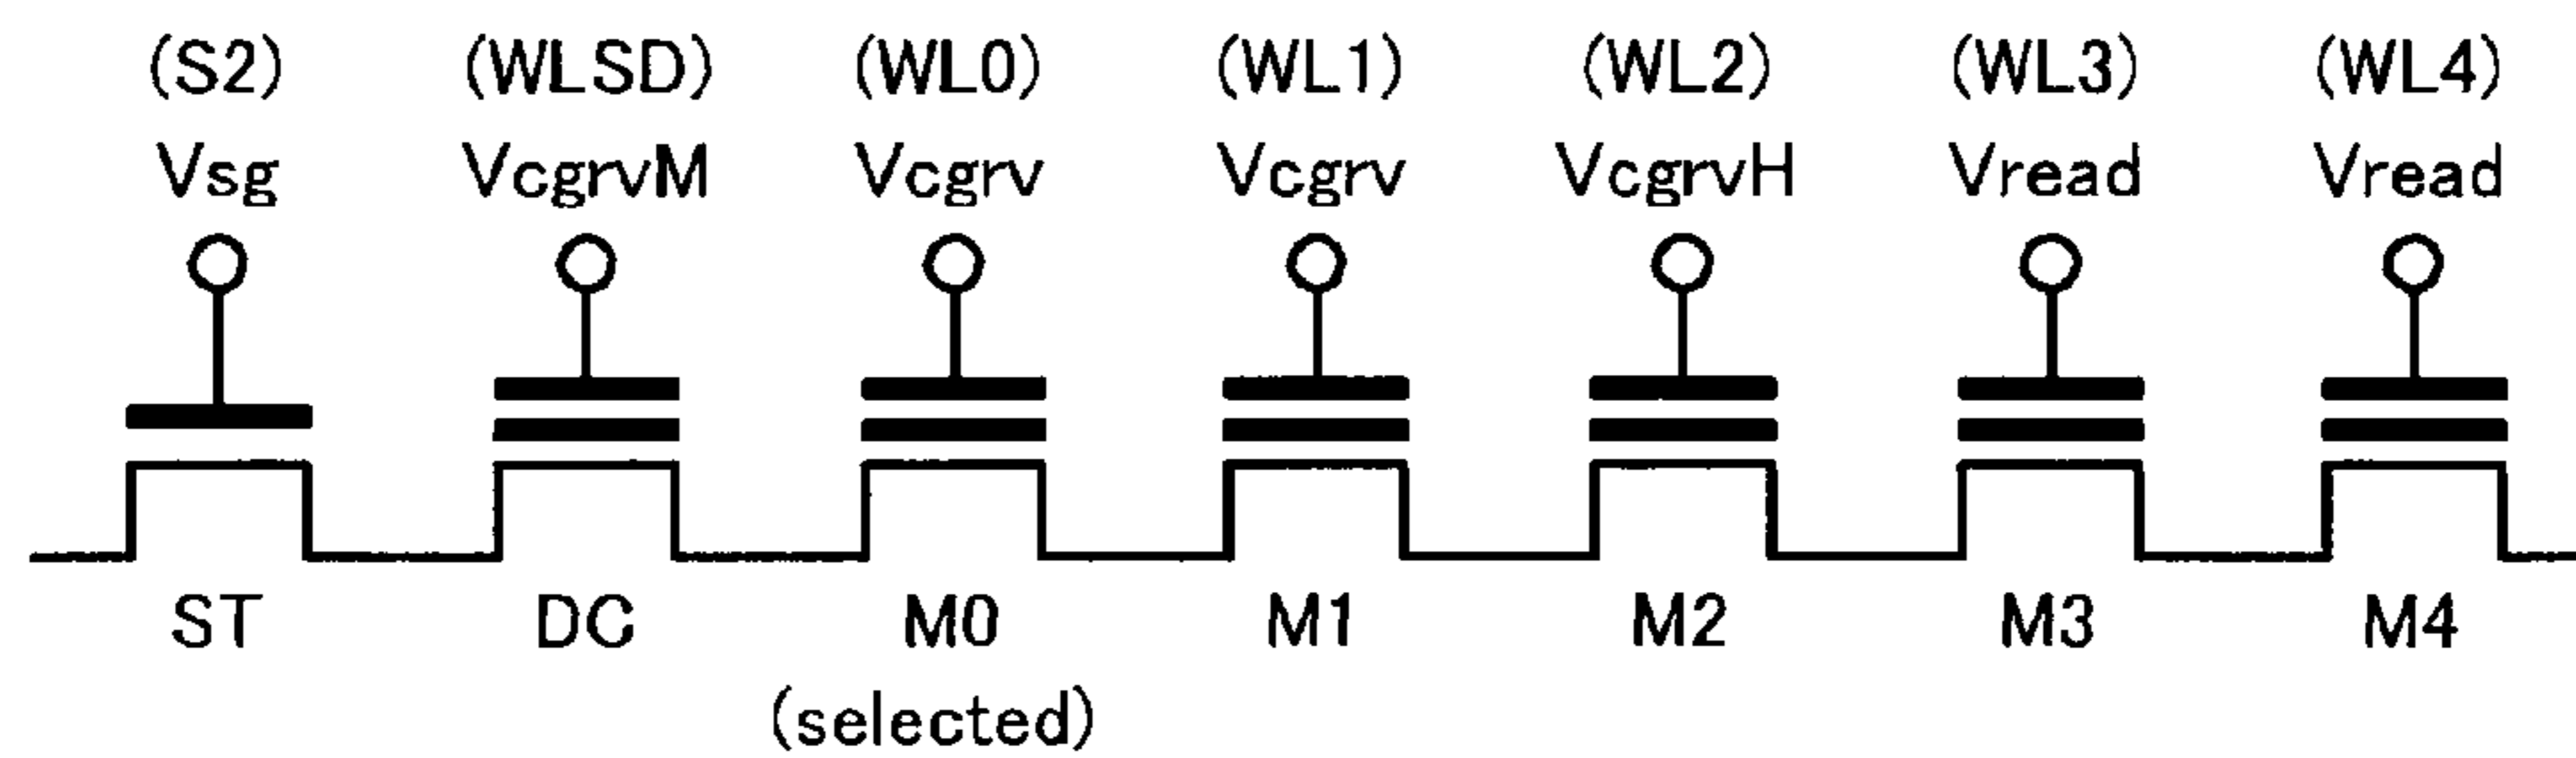 (S2) (WLSD) (WL0) (WL1) (WL2) (WL3) (WL4)
Vsg VcgrvM Vcgrv Vcgrv VcgrvH Vread Vread
ST DC M0 M1 M2 M3 M4
(selected)